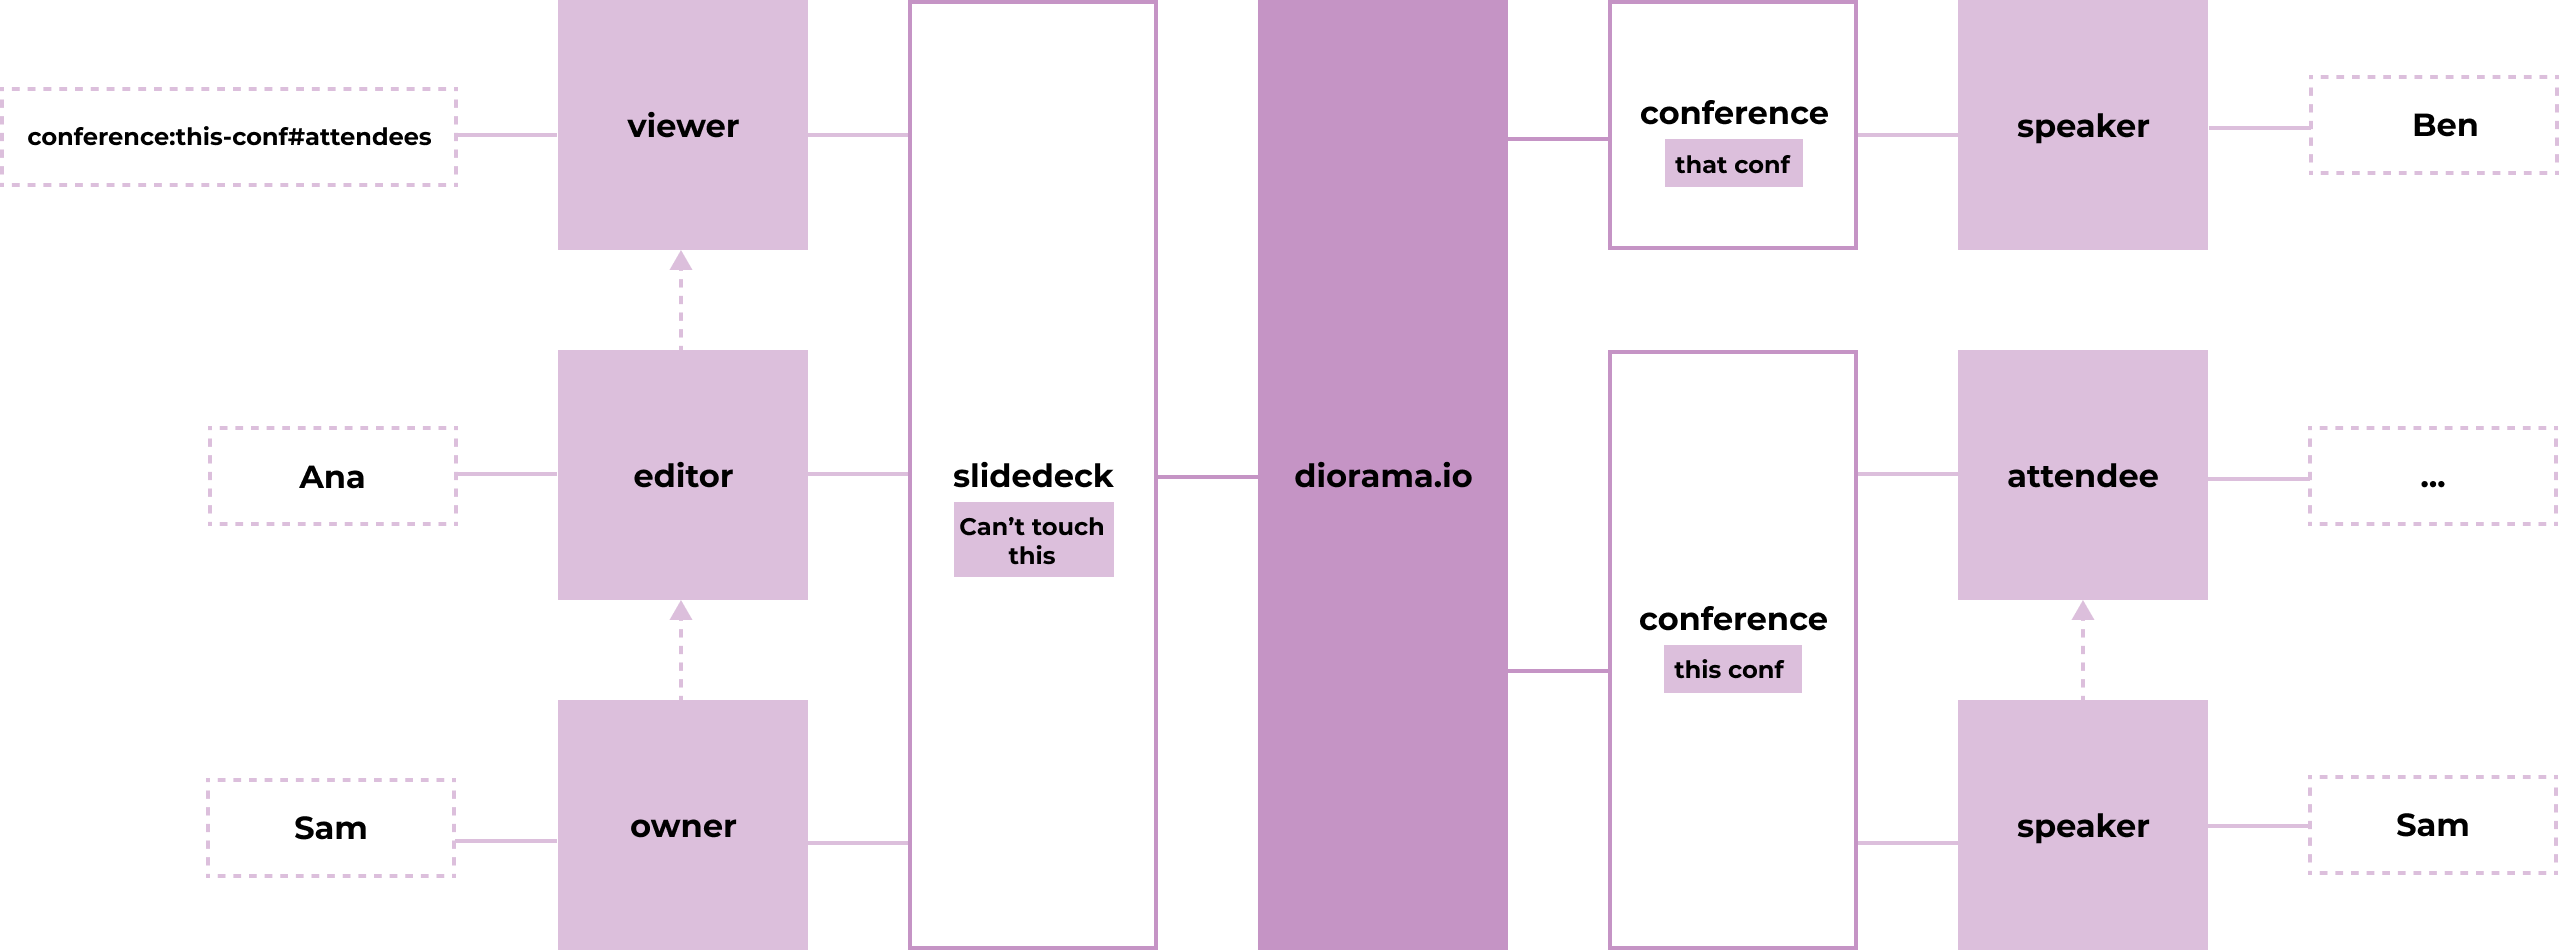 conference:this-conf#attendees
viewer
conference
that conf
speaker
Ben
Ana
editor
slidedeck
Can’t touch
this
diorama.io
attendee
...
conference
this conf
Sam
owner
speaker
Sam